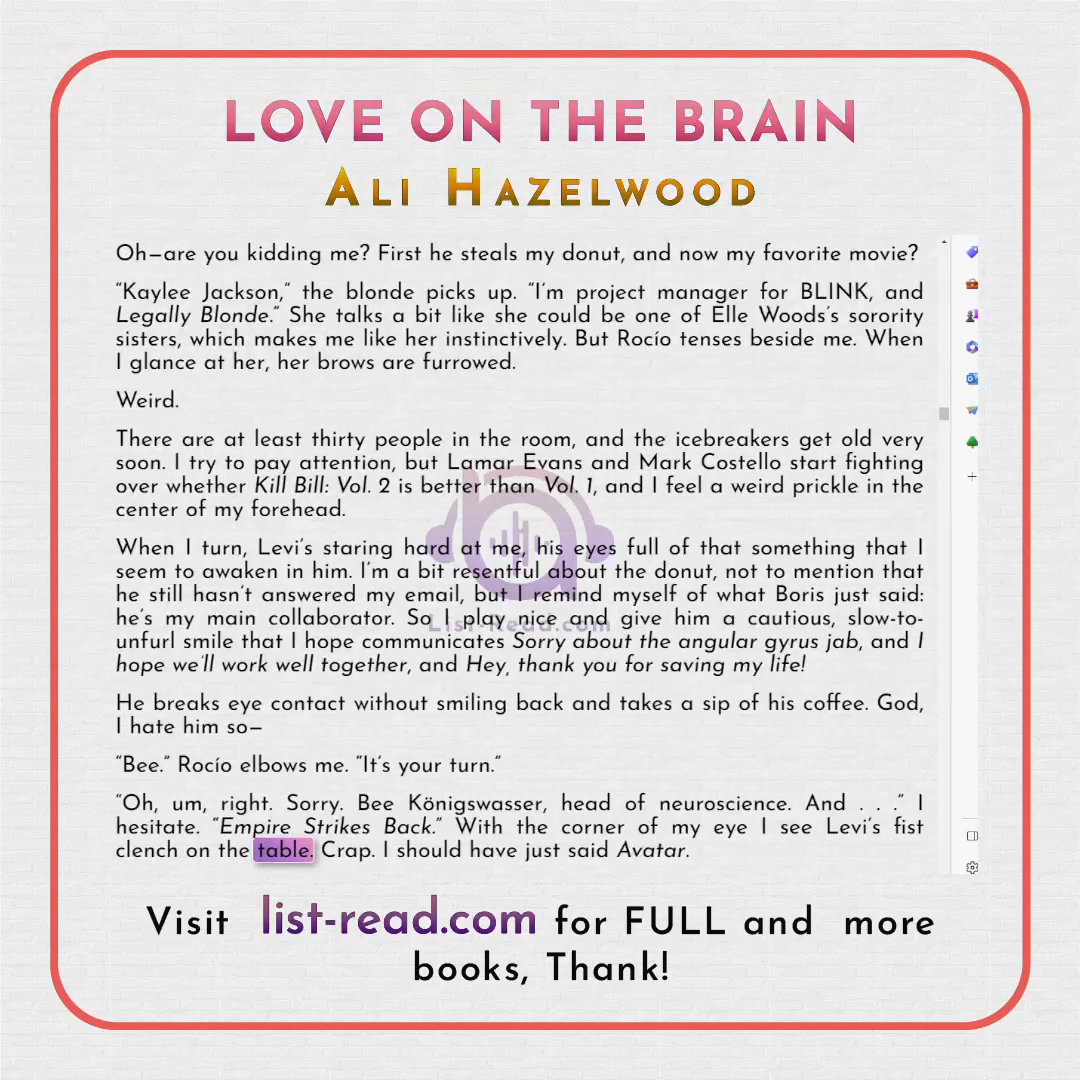 LOVE ON THE BRAIN
ALI HAZELWOOD
Oh—are you kidding me? First he steals my donut, and now my favorite movie?
“Kaylee Jackson,” the blonde picks up. “I’m project manager for BLINK, and
Legally Blonde.” She talks a bit like she could be one of Elle Woods’s sorority
sisters, which makes me like her instinctively. But Rocío tenses beside me. When
I glance at her, her brows are furrowed.
Weird.
There are at least thirty people in the room, and the icebreakers get old very
soon. I try to pay attention, but Lamar Evans and Mark Costello start fighting
over whether Kill Bill: Vol. 2 is better than Vol. 1, and I feel a weird prickle in the
center of my forehead.
When I turn, Levi’s staring hard at me, his eyes full of that something that I
seem to awaken in him. I’m a bit resentful about the donut, not to mention that
he still hasn’t answered my email, but I remind myself of what Boris just said:
he’s my main collaborator. So I play nice and give him a cautious, slow-to-
unfurl smile that I hope communicates Sorry about the angular gyrus jab, and I
hope we’ll work well together, and Hey, thank you for saving my life!
He breaks eye contact without smiling back and takes a sip of his coffee. God,
I hate him so—
“Bee.” Rocío elbows me. “It’s your turn.”
“Oh, um, right. Sorry. Bee Königswasser, head of neuroscience. And . . .” I
hesitate. “Empire Strikes Back.” With the corner of my eye I see Levi’s fist
clench on the table. Crap. I should have just said Avatar.
List-Read.com
Visit list-read.com for FULL and more
books, Thank!